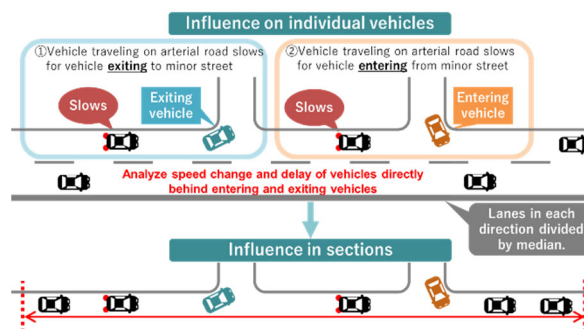 Influence on individual vehicles
①Vehicle traveling on arterial road slows
for vehicle exiting to minor street
②Vehicle traveling on arterial road slows
for vehicle entering from minor street
Slows
Exiting
vehicle
Slows
Entering
vehicle
Analyze speed change and delay of vehicles directly
behind entering and exiting vehicles
Lanes in each
direction divided
by median.
Influence in sections